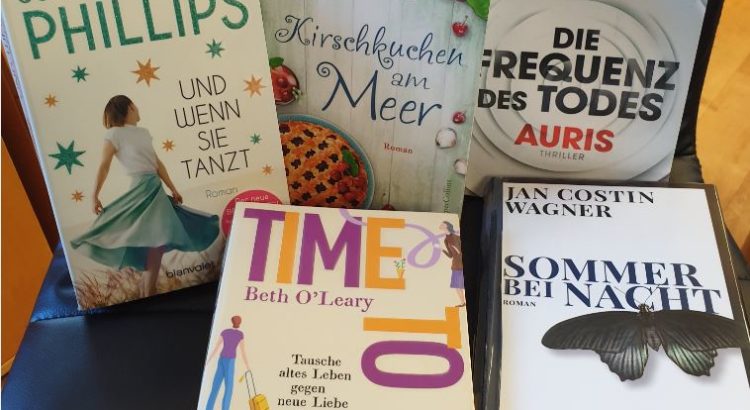 PHILLIPS
UND
WENN
SIE
TANZT
Roman
blanvalet
Kirschkuchen
am
Meer
Roman
DIE
FREQUENZ
DES TODES
AURIS
THRILLER
TIME
Beth O'Leary
TO
Tausche
altes Leben
gegen
neue Liebe
JAN COSTIN
WAGNER
SOMMER
BEI NACHT
ROMAN